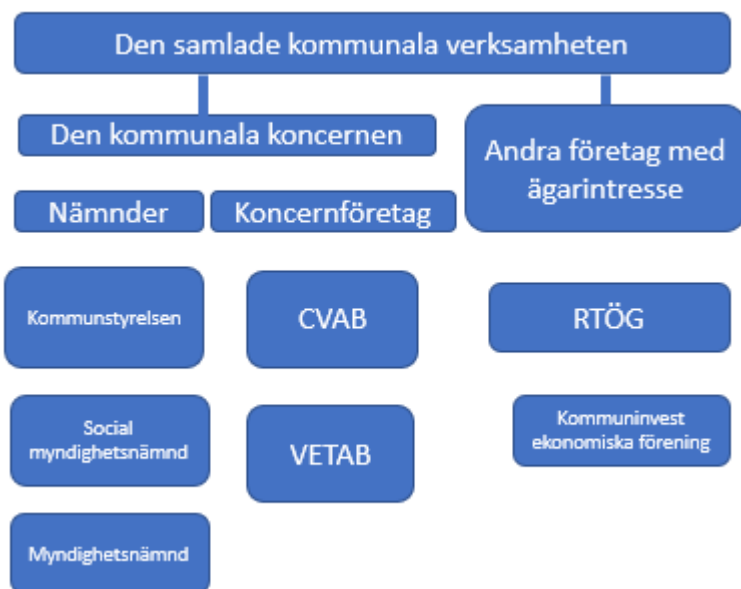 Den samlade kommunala verksamheten
Den kommunala koncernen
Andra företag med
ägarintresse
Nämnder
Koncernföretag
Kommunstyrelsen
CVAB
RTÖG
Social
myndighetsnämnd
VETAB
Kommuninvest
ekonomiska förening
Myndighetsnämnd